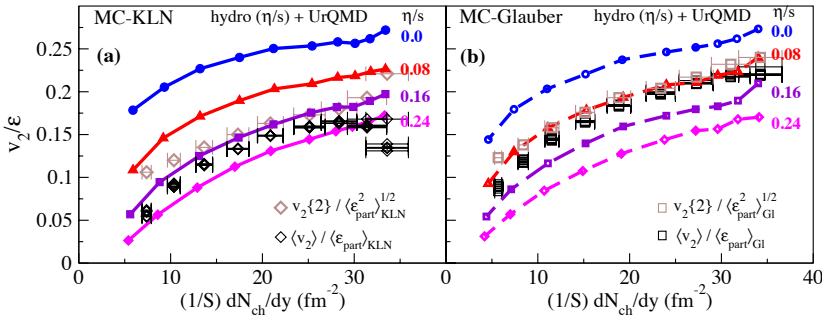 MC-KLN hydro (η/s) + UrQMD η/s
(a)
0.0
0.08
0.16
0.24
v₂{2} / ⟨ε²part⟩^1/2 KLN
⟨v₂⟩ / ⟨εpart⟩KLN
v₂/ε
0.25
0.2
0.15
0.1
0.05
0
0 10 20 30 40
(1/S) dNch/dy (fm⁻²)
MC-Glauber hydro (η/s) + UrQMD η/s
(b)
0.0
0.08
0.16
0.24
v₂{2} / ⟨ε²part⟩^1/2 Gl
⟨v₂⟩ / ⟨εpart⟩Gl
0 10 20 30 40
(1/S) dNch/dy (fm⁻²)